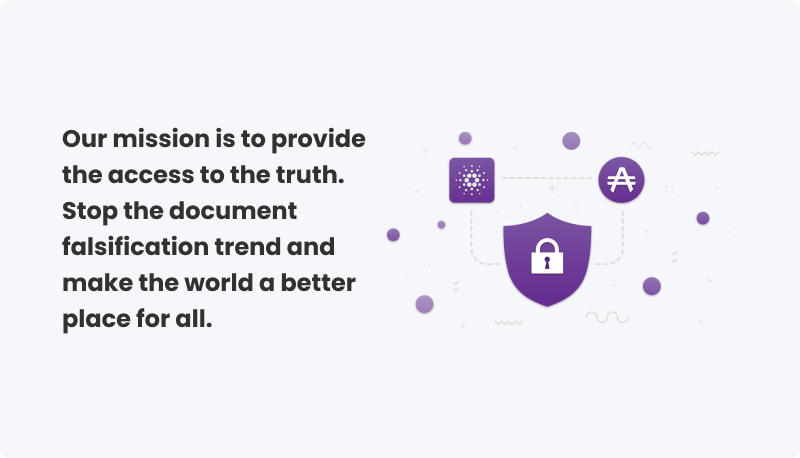 Our mission is to provide
the access to the truth.
Stop the document
falsification trend and
make the world a better
place for all.